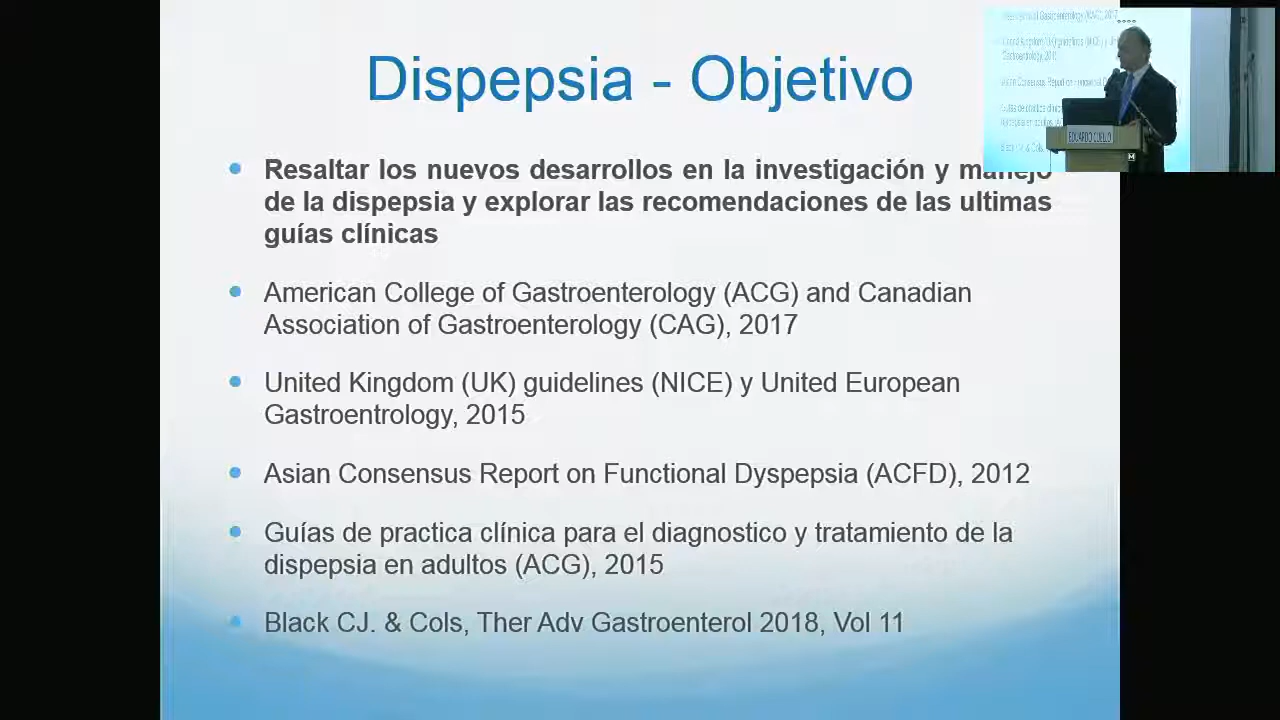 Dispepsia - Objetivo
Resaltar los nuevos desarrollos en la investigación y manejo
de la dispepsia y explorar las recomendaciones de las ultimas
guías clínicas
American College of Gastroenterology (ACG) and Canadian
Association of Gastroenterology (CAG), 2017
United Kingdom (UK) guidelines (NICE) y United European
Gastroentrology, 2015
Asian Consensus Report on Functional Dyspepsia (ACFD), 2012
Guías de practica clínica para el diagnostico y tratamiento de la
dispepsia en adultos (ACG), 2015
Black CJ. & Cols, Ther Adv Gastroenterol 2018, Vol 11